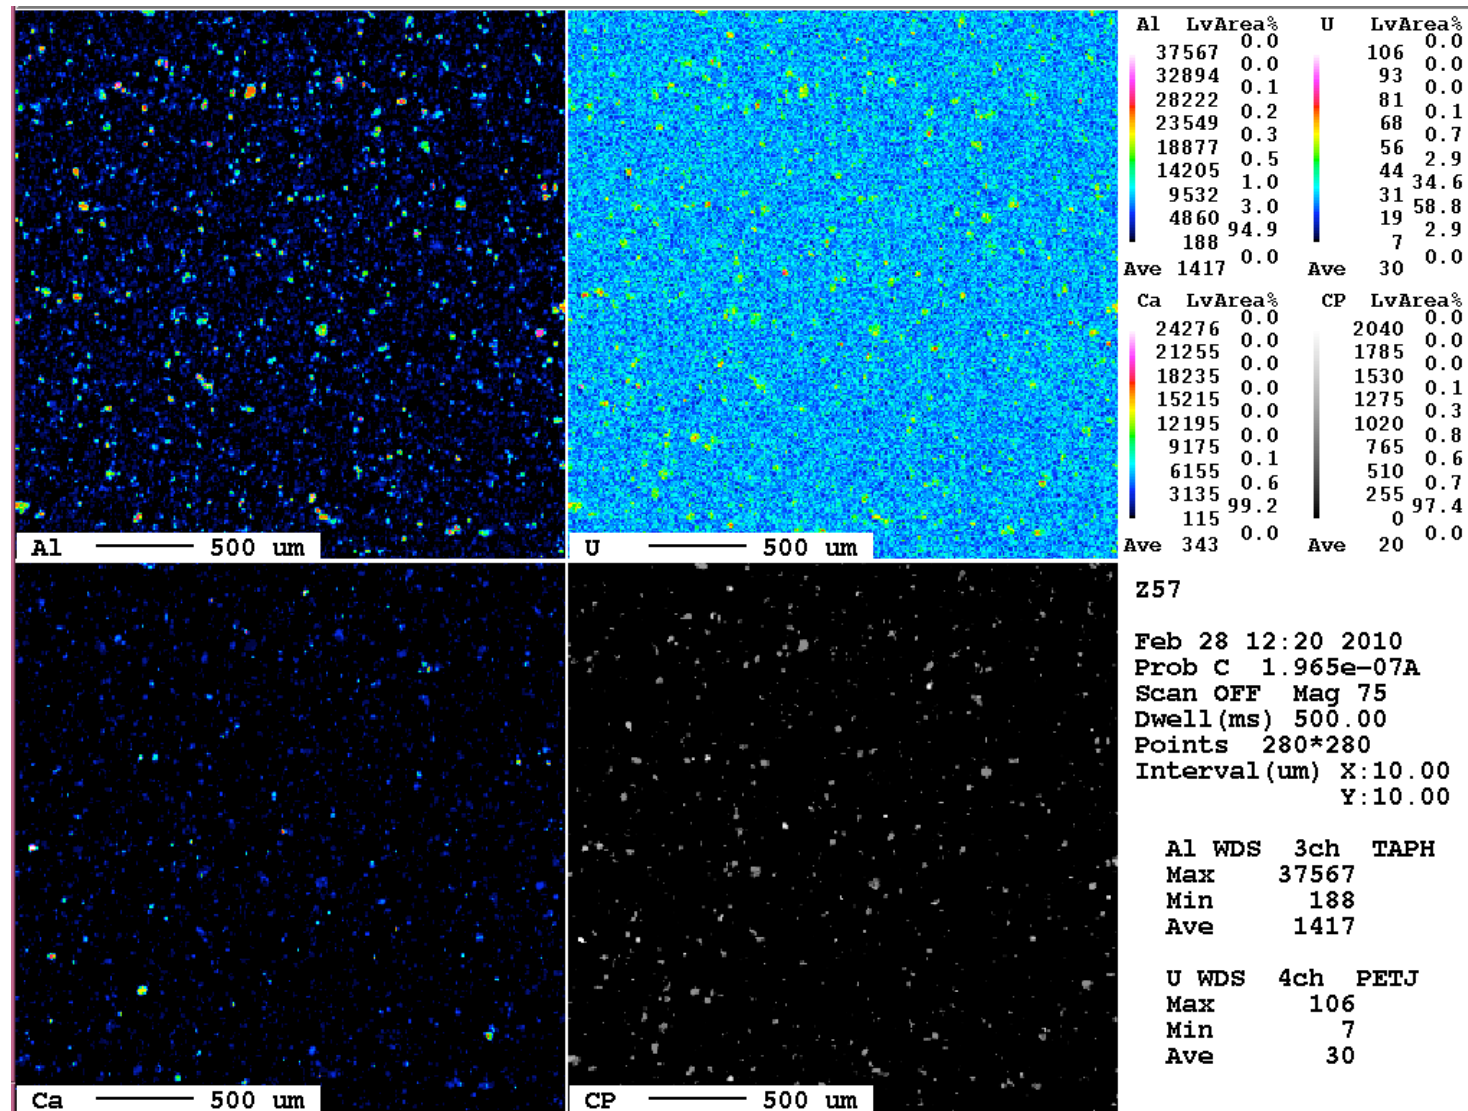 Al LvArea%
0.0
37567
0.0
32894
0.1
28222
0.2
23549
0.3
18877
0.5
14205
1.0
9532
3.0
4860
94.9
188
0.0
Ave 1417
U LvArea%
0.0
106
0.0
93
0.0
81
0.1
68
0.7
56
2.9
44
34.6
31
58.8
19
2.9
7
0.0
Ave 30
Ca LvArea%
0.0
24276
0.0
21255
0.0
18235
0.0
15215
0.0
12195
0.0
9175
0.1
6155
0.6
3135
99.2
115
0.0
Ave 343
CP LvArea%
0.0
2040
0.0
1785
0.0
1530
0.1
1275
0.3
1020
0.8
765
0.6
510
0.7
255
97.4
0
0.0
Ave 20
Al 500 um
U 500 um
Ca 500 um
CP 500 um
Z57
Feb 28 12:20 2010
Prob C 1.965e-07A
Scan OFF Mag 75
Dwell(ms) 500.00
Points 280*280
Interval(um) X:10.00
Y:10.00
Al WDS 3ch TAPH
Max 37567
Min 188
Ave 1417
U WDS 4ch PETJ
Max 106
Min 7
Ave 30